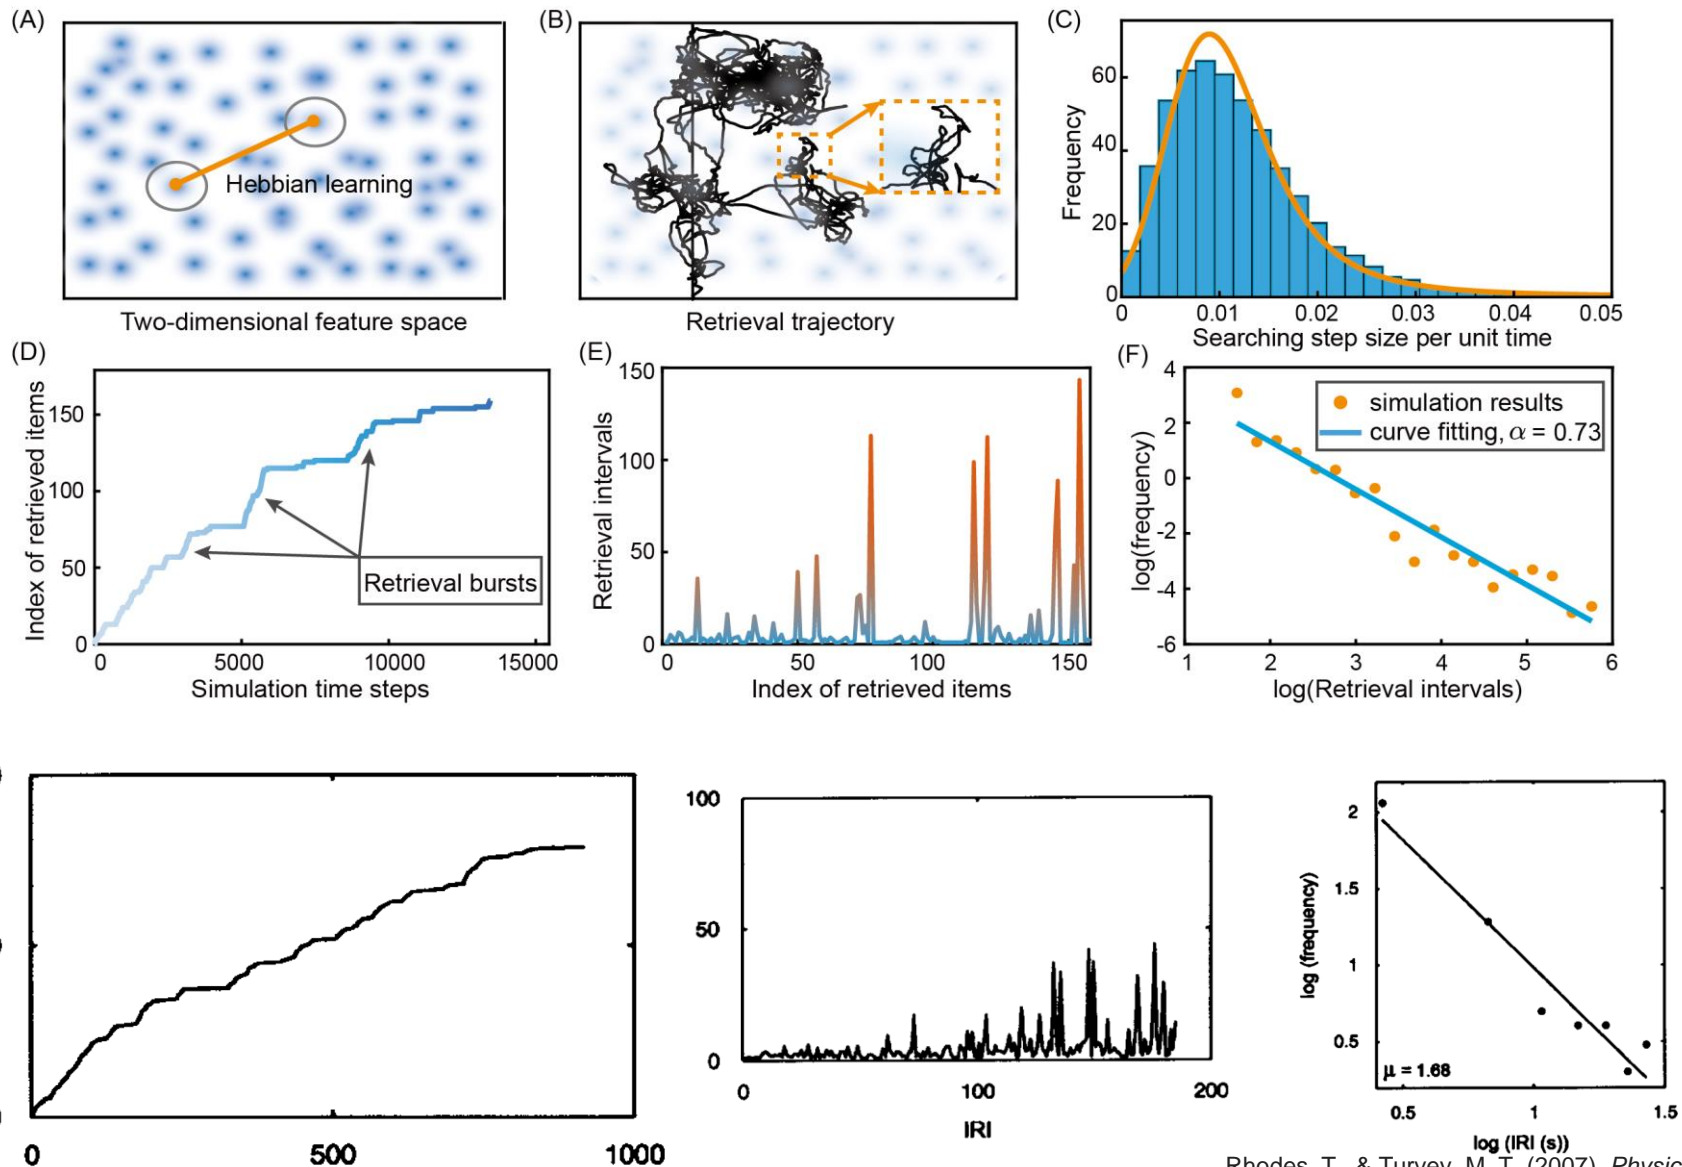 (A)
Hebbian learning
Two-dimensional feature space
(B)
Retrieval trajectory
(C)
Frequency
60
40
20
0
0 0.01 0.02 0.03 0.04 0.05
Searching step size per unit time
(D)
Index of retrieved items
150
100
50
0
Retrieval bursts
0 5000 10000 15000
Simulation time steps
(E)
Retrieval intervals
150
100
50
0
0 50 100 150
Index of retrieved items
(F)
log(frequency)
4
2
0
-2
-4
-6
simulation results
curve fitting, α = 0.73
1 2 3 4 5 6
log(Retrieval intervals)
0 500 1000
100
50
0
0 100 200
IRI
log (frequency)
2
1.5
1
0.5
μ = 1.68
0.5 1 1.5
log (IRI (s))
Rhodes, T., & Turvey, M. T. (2007). Physic